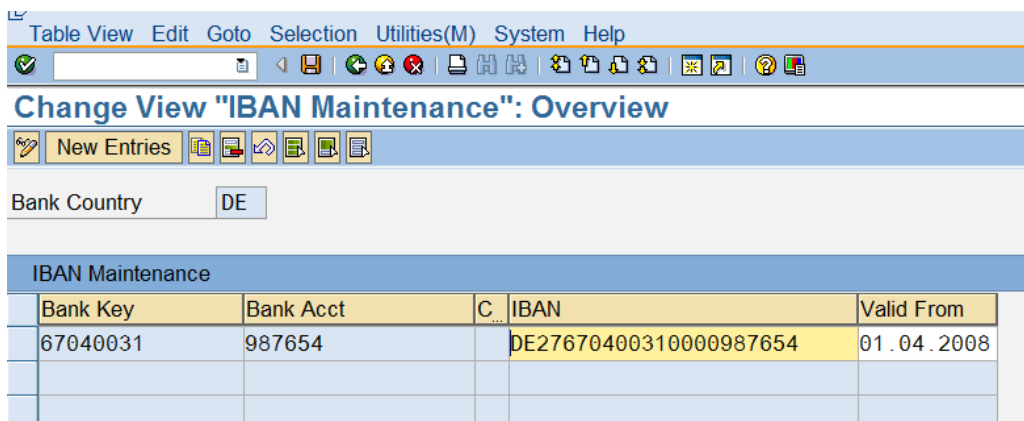 Table View Edit Goto Selection Utilities(M) System Help
Change View "IBAN Maintenance": Overview
New Entries
Bank Country DE
IBAN Maintenance
Bank Key Bank Acct C... IBAN Valid From
67040031 987654 DE27670400310000987654 01.04.2008